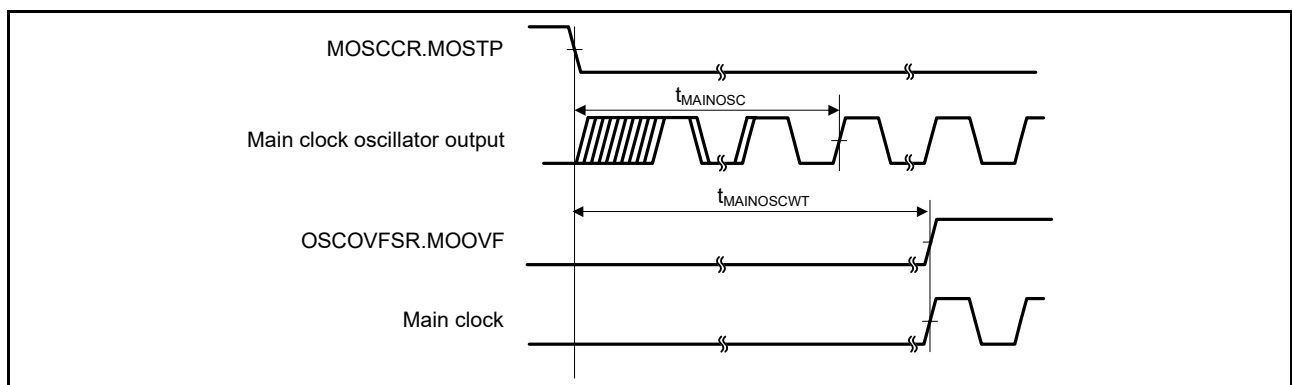 MOSCCR.MOSTP
tMAINOSC
Main clock oscillator output
tMAINOSCWT
OSCOVFSR.MOOVF
Main clock